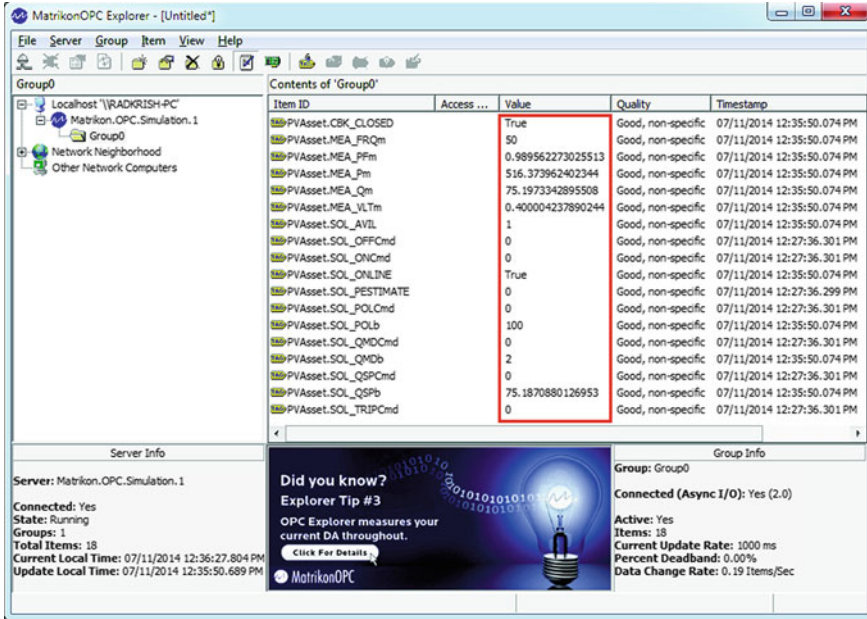 MatrikonOPC Explorer - [Untitled*]
File Server Group Item View Help
Group0
Contents of 'Group0'
Localhost '\\RADKRISH-PC'
Matrikon.OPC.Simulation.1
Group0
Network Neighborhood
Other Network Computers
Item ID Access ... Value Quality Timestamp
PVAsset.CBK_CLOSED True Good, non-specific 07/11/2014 12:35:50.074 PM
PVAsset.MEA_FRQm 50 Good, non-specific 07/11/2014 12:35:50.074 PM
PVAsset.MEA_PFm 0.989562273025513 Good, non-specific 07/11/2014 12:35:50.074 PM
PVAsset.MEA_Pm 516.373962402344 Good, non-specific 07/11/2014 12:35:50.074 PM
PVAsset.MEA_Qm 75.1973342895508 Good, non-specific 07/11/2014 12:35:50.074 PM
PVAsset.MEA_VLTm 0.400004237890244 Good, non-specific 07/11/2014 12:35:50.074 PM
PVAsset.SOL_AVIL 1 Good, non-specific 07/11/2014 12:35:50.074 PM
PVAsset.SOL_OFFCmd 0 Good, non-specific 07/11/2014 12:27:36.301 PM
PVAsset.SOL_ONCmd 0 Good, non-specific 07/11/2014 12:27:36.301 PM
PVAsset.SOL_ONLINE True Good, non-specific 07/11/2014 12:35:50.074 PM
PVAsset.SOL_PESTIMATE 0 Good, non-specific 07/11/2014 12:27:36.299 PM
PVAsset.SOL_POLCmd 0 Good, non-specific 07/11/2014 12:27:36.301 PM
PVAsset.SOL_POLb 100 Good, non-specific 07/11/2014 12:35:50.074 PM
PVAsset.SOL_QMDCmd 0 Good, non-specific 07/11/2014 12:27:36.301 PM
PVAsset.SOL_QMDb 2 Good, non-specific 07/11/2014 12:35:50.074 PM
PVAsset.SOL_QSPCmd 0 Good, non-specific 07/11/2014 12:27:36.301 PM
PVAsset.SOL_QSPb 75.1870880126953 Good, non-specific 07/11/2014 12:35:50.074 PM
PVAsset.SOL_TRIPCmd 0 Good, non-specific 07/11/2014 12:27:36.301 PM
Server Info
Server: Matrikon.OPC.Simulation.1
Connected: Yes
State: Running
Groups: 1
Total Items: 18
Current Local Time: 07/11/2014 12:36:27.804 PM
Update Local Time: 07/11/2014 12:35:50.689 PM
Did you know?
Explorer Tip #3
OPC Explorer measures your
current DA throughout.
Click For Details
MatrikonOPC
Group Info
Group: Group0
Connected (Async I/O): Yes (2.0)
Active: Yes
Items: 18
Current Update Rate: 1000 ms
Percent Deadband: 0.00%
Data Change Rate: 0.19 Items/Sec